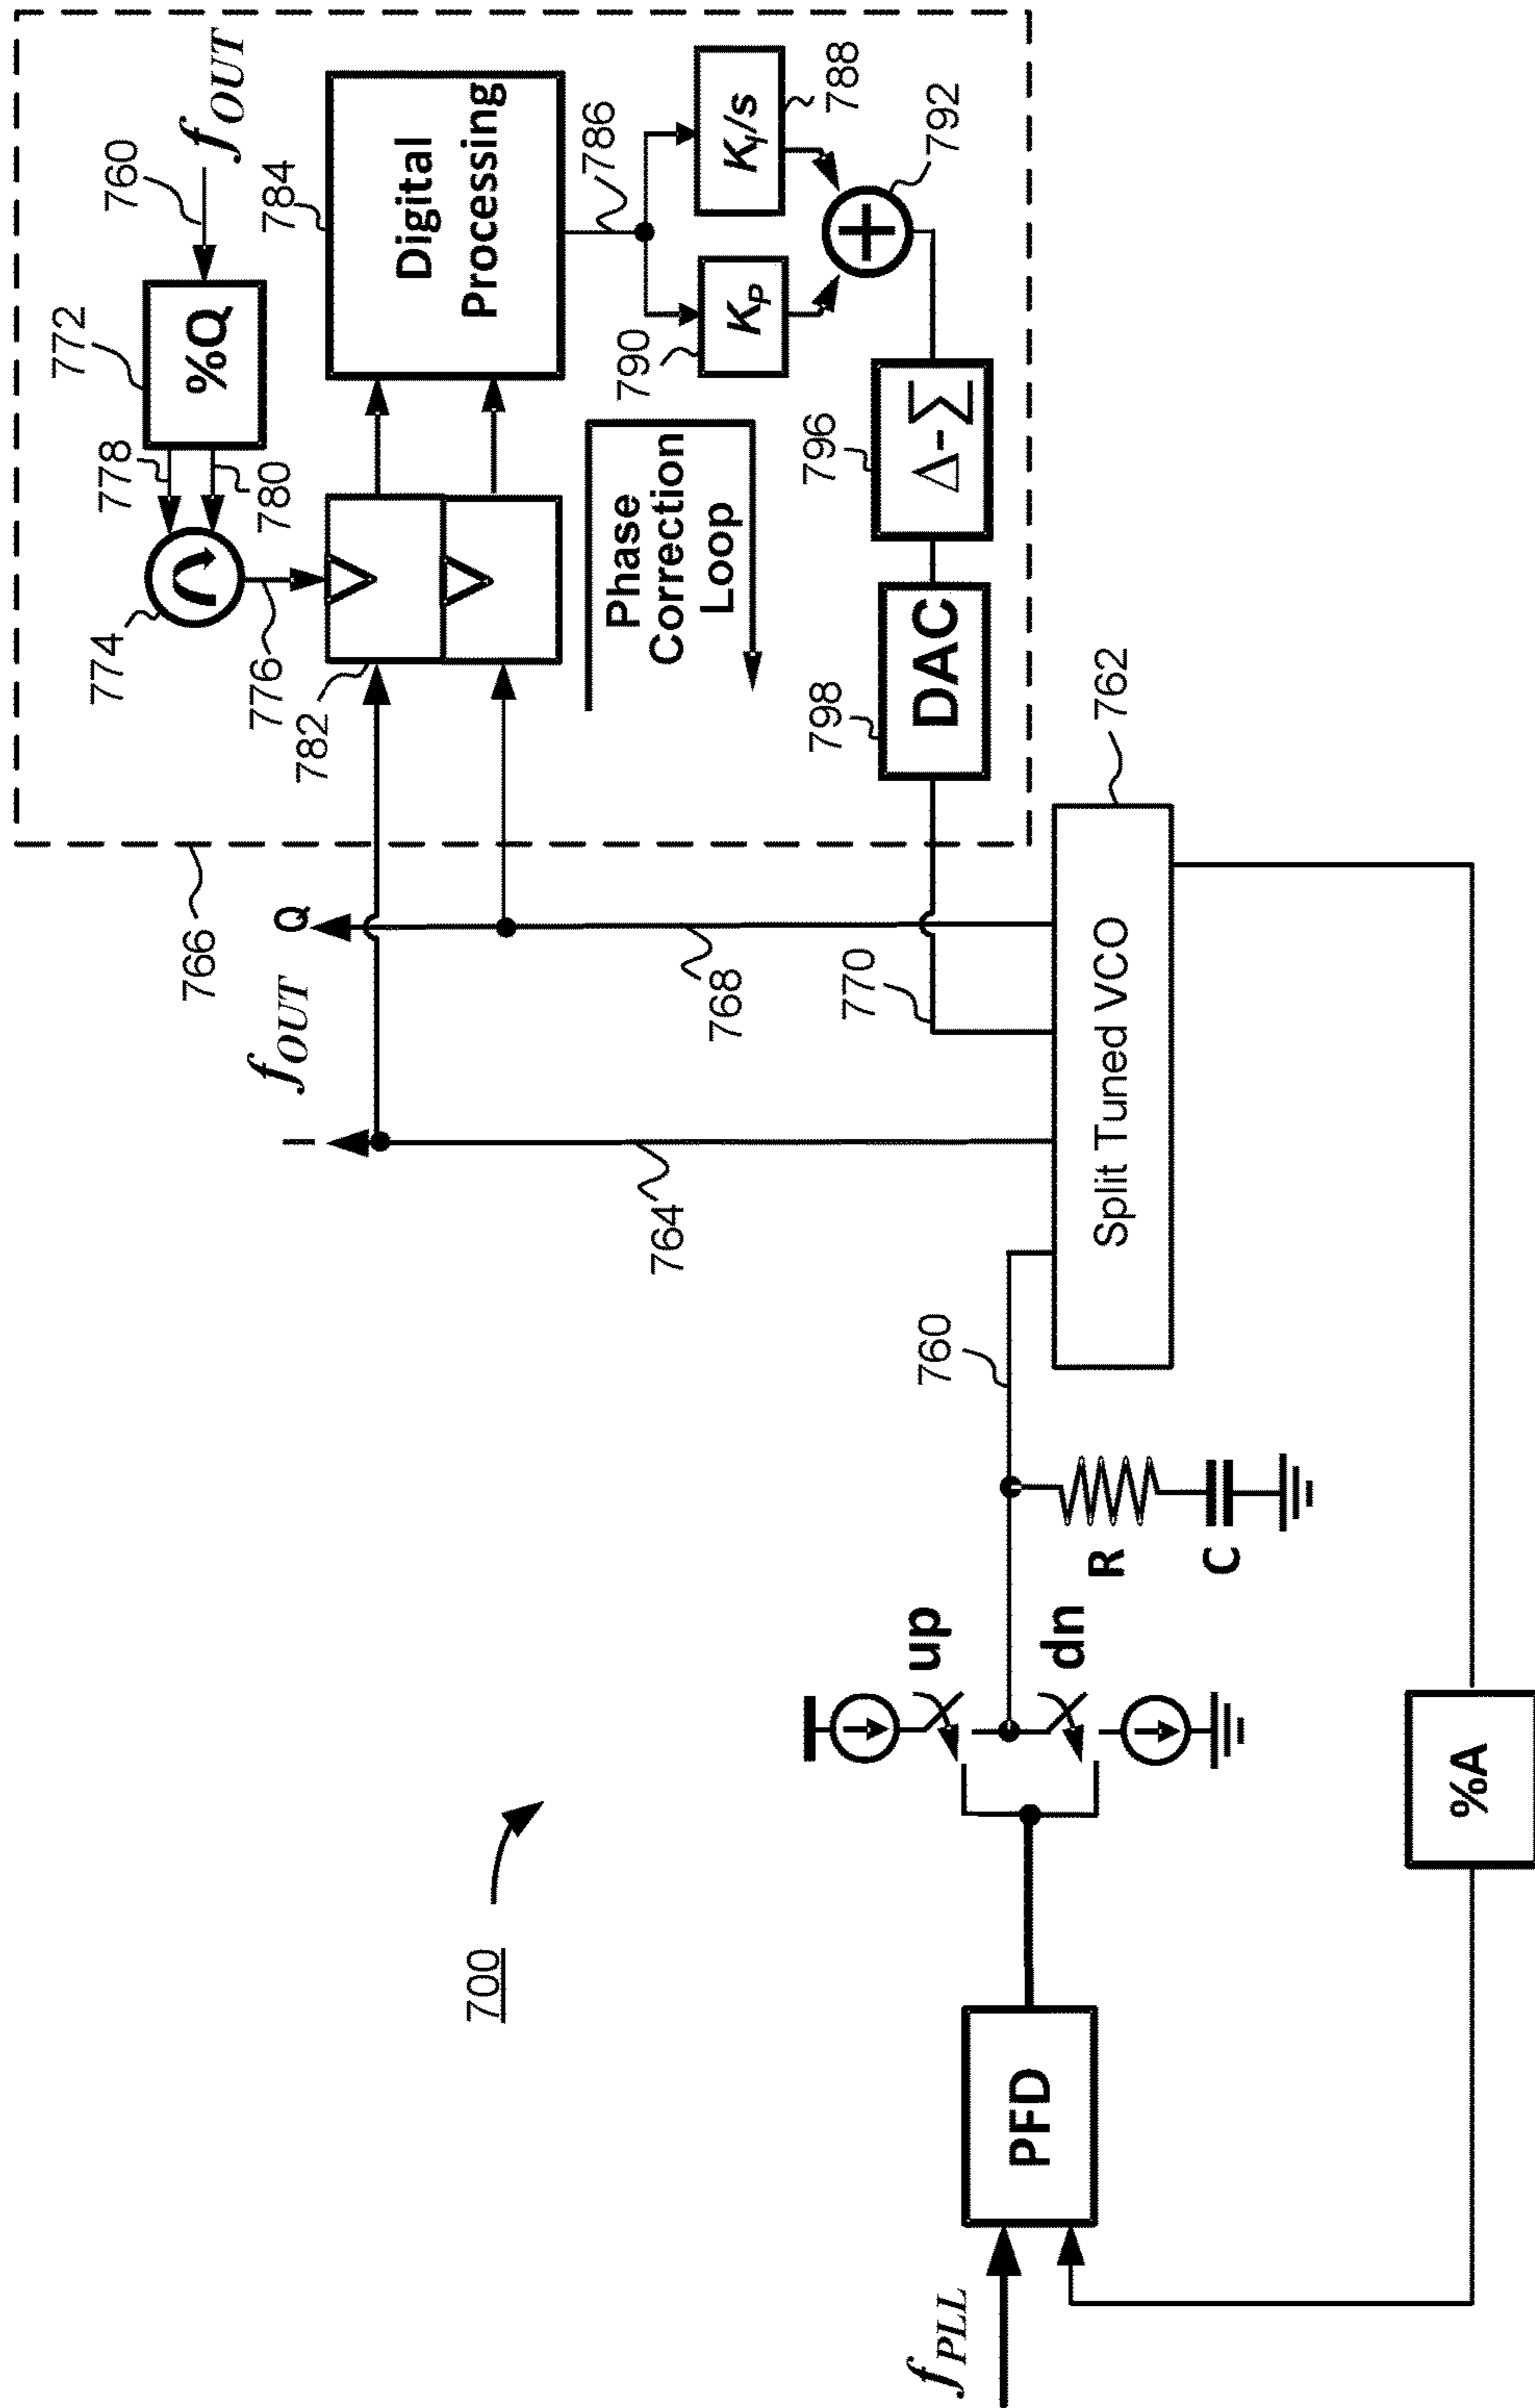 760
f_OUT
772
%Q
778
780
774
776
782
784
Digital
Processing
786
790
K_P
K_I/s
788
792
Phase
Correction
Loop
796
Δ-Σ
798
DAC
766
I
f_OUT
Q
764
768
770
760
762
Split Tuned VCO
700
up
dn
R
C
PFD
f_PLL
%A